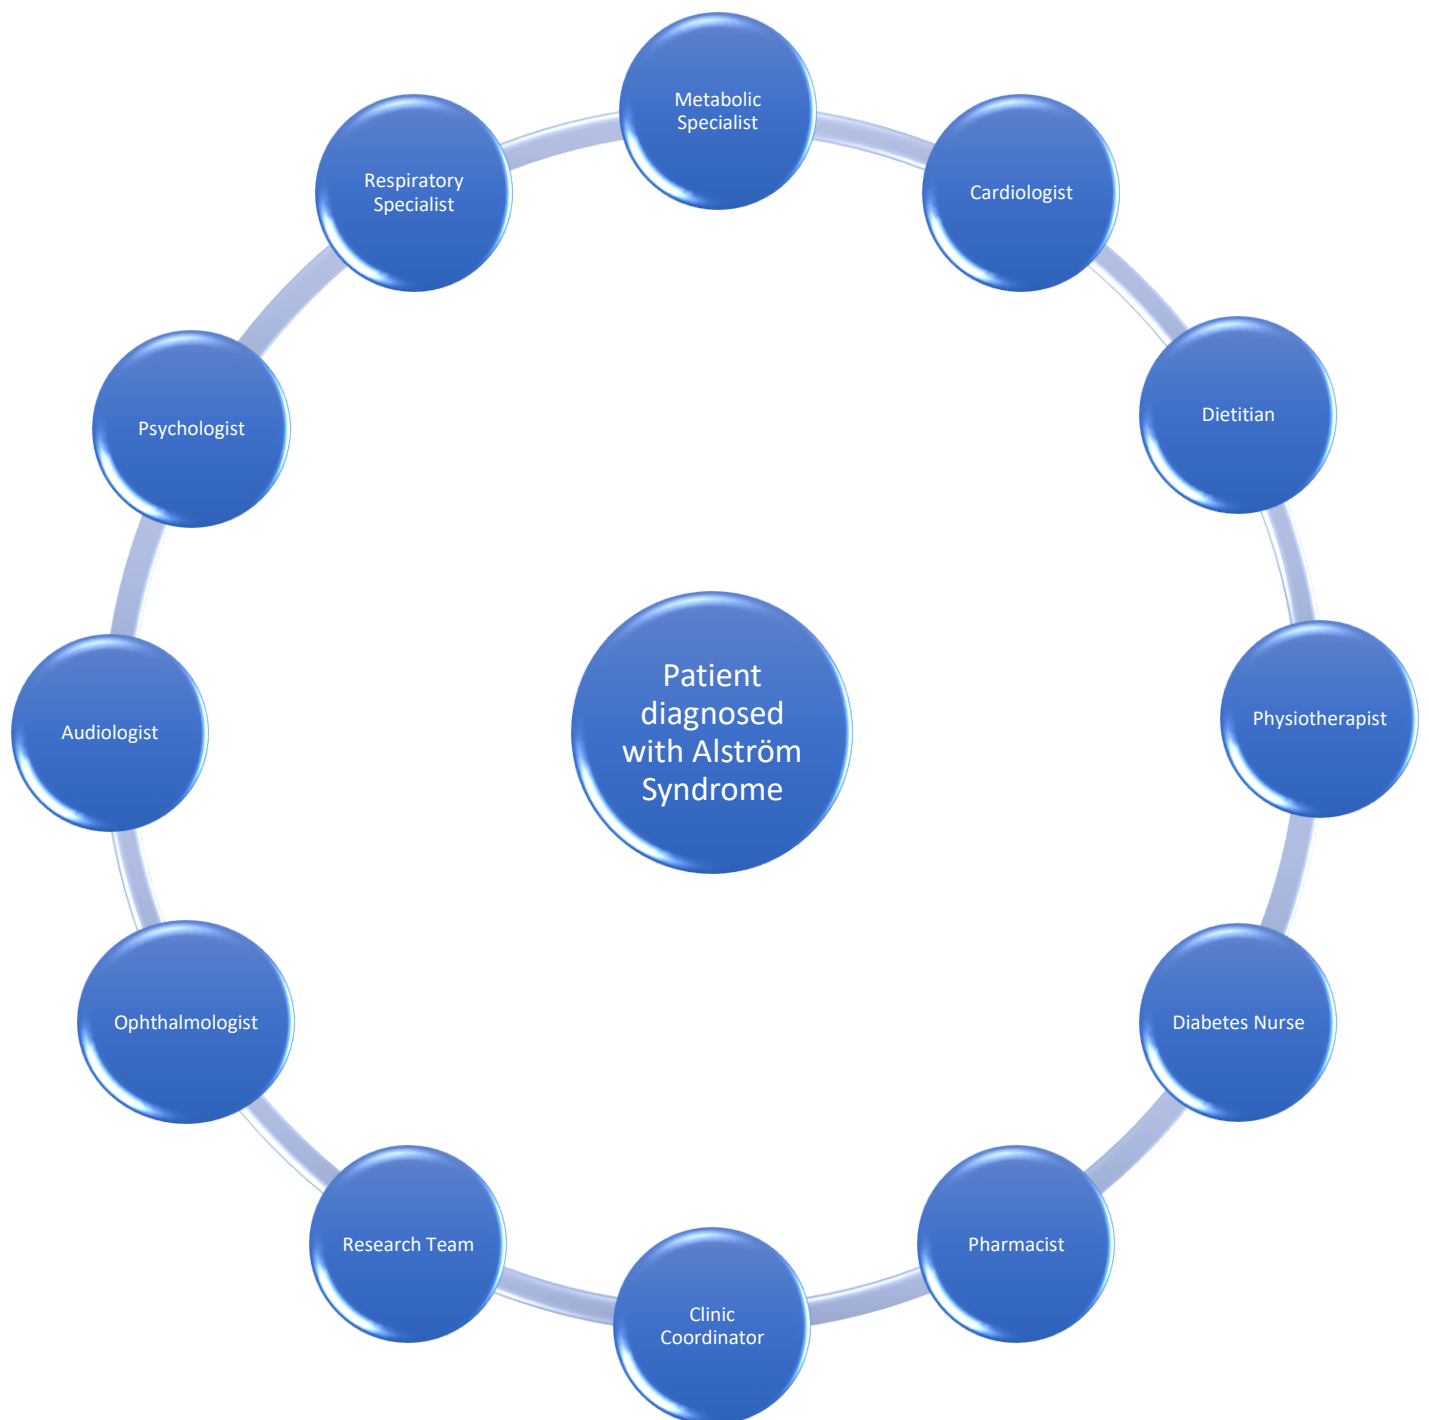 Metabolic
Specialist
Cardiologist
Dietitian
Physiotherapist
Diabetes Nurse
Pharmacist
Clinic
Coordinator
Research Team
Ophthalmologist
Audiologist
Psychologist
Respiratory
Specialist
Patient
diagnosed
with Alström
Syndrome